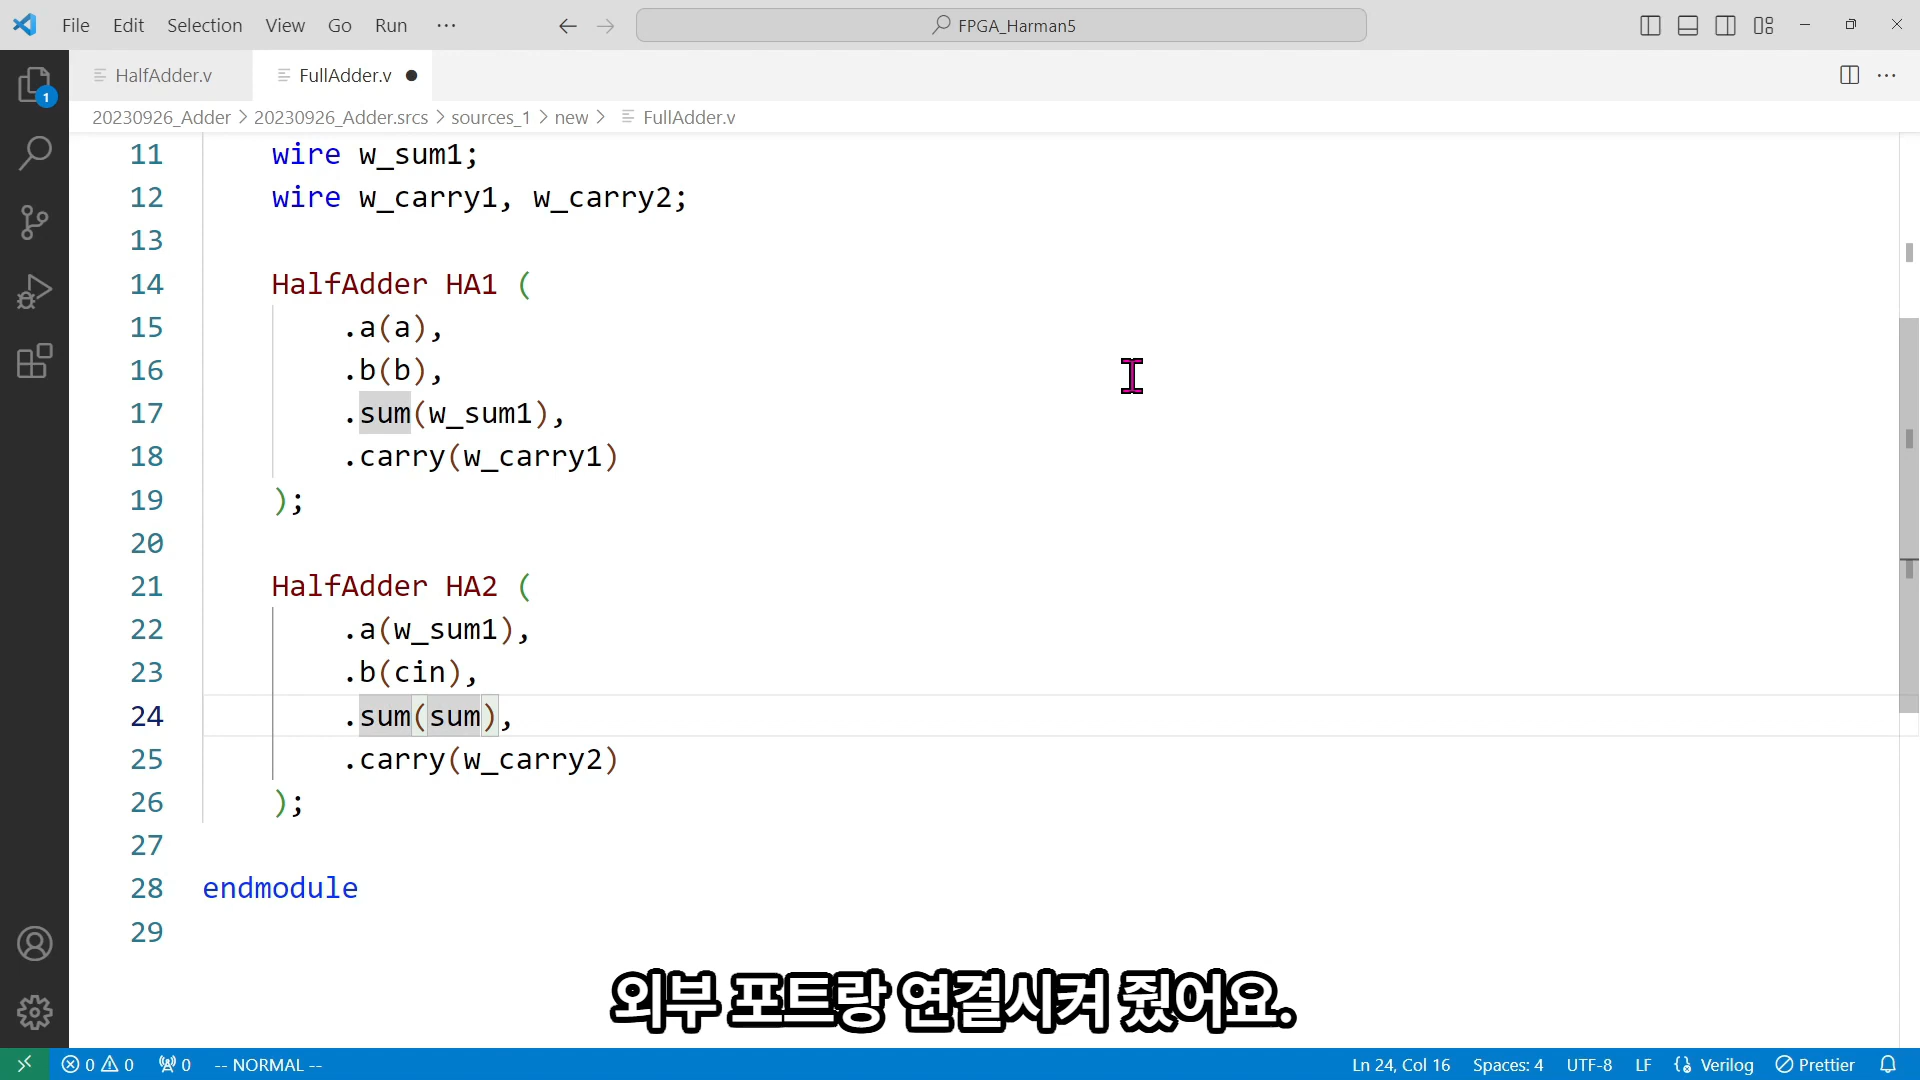 File Edit Selection View Go Run ···
FPGA_Harman5
HalfAdder.v
FullAdder.v
20230926_Adder > 20230926_Adder.srcs > sources_1 > new > FullAdder.v
1
11 wire w_sum1;
12 wire w_carry1, w_carry2;
13
14 HalfAdder HA1 (
15 .a(a),
16 .b(b),
17 .sum(w_sum1),
18 .carry(w_carry1)
19 );
20
21 HalfAdder HA2 (
22 .a(w_sum1),
23 .b(cin),
24 .sum(sum),
25 .carry(w_carry2)
26 );
27
28 endmodule
29
외부 포트랑 연결시켜 줬어요.
0 0 0 -- NORMAL -- Ln 24, Col 16 Spaces: 4 UTF-8 LF Verilog Prettier